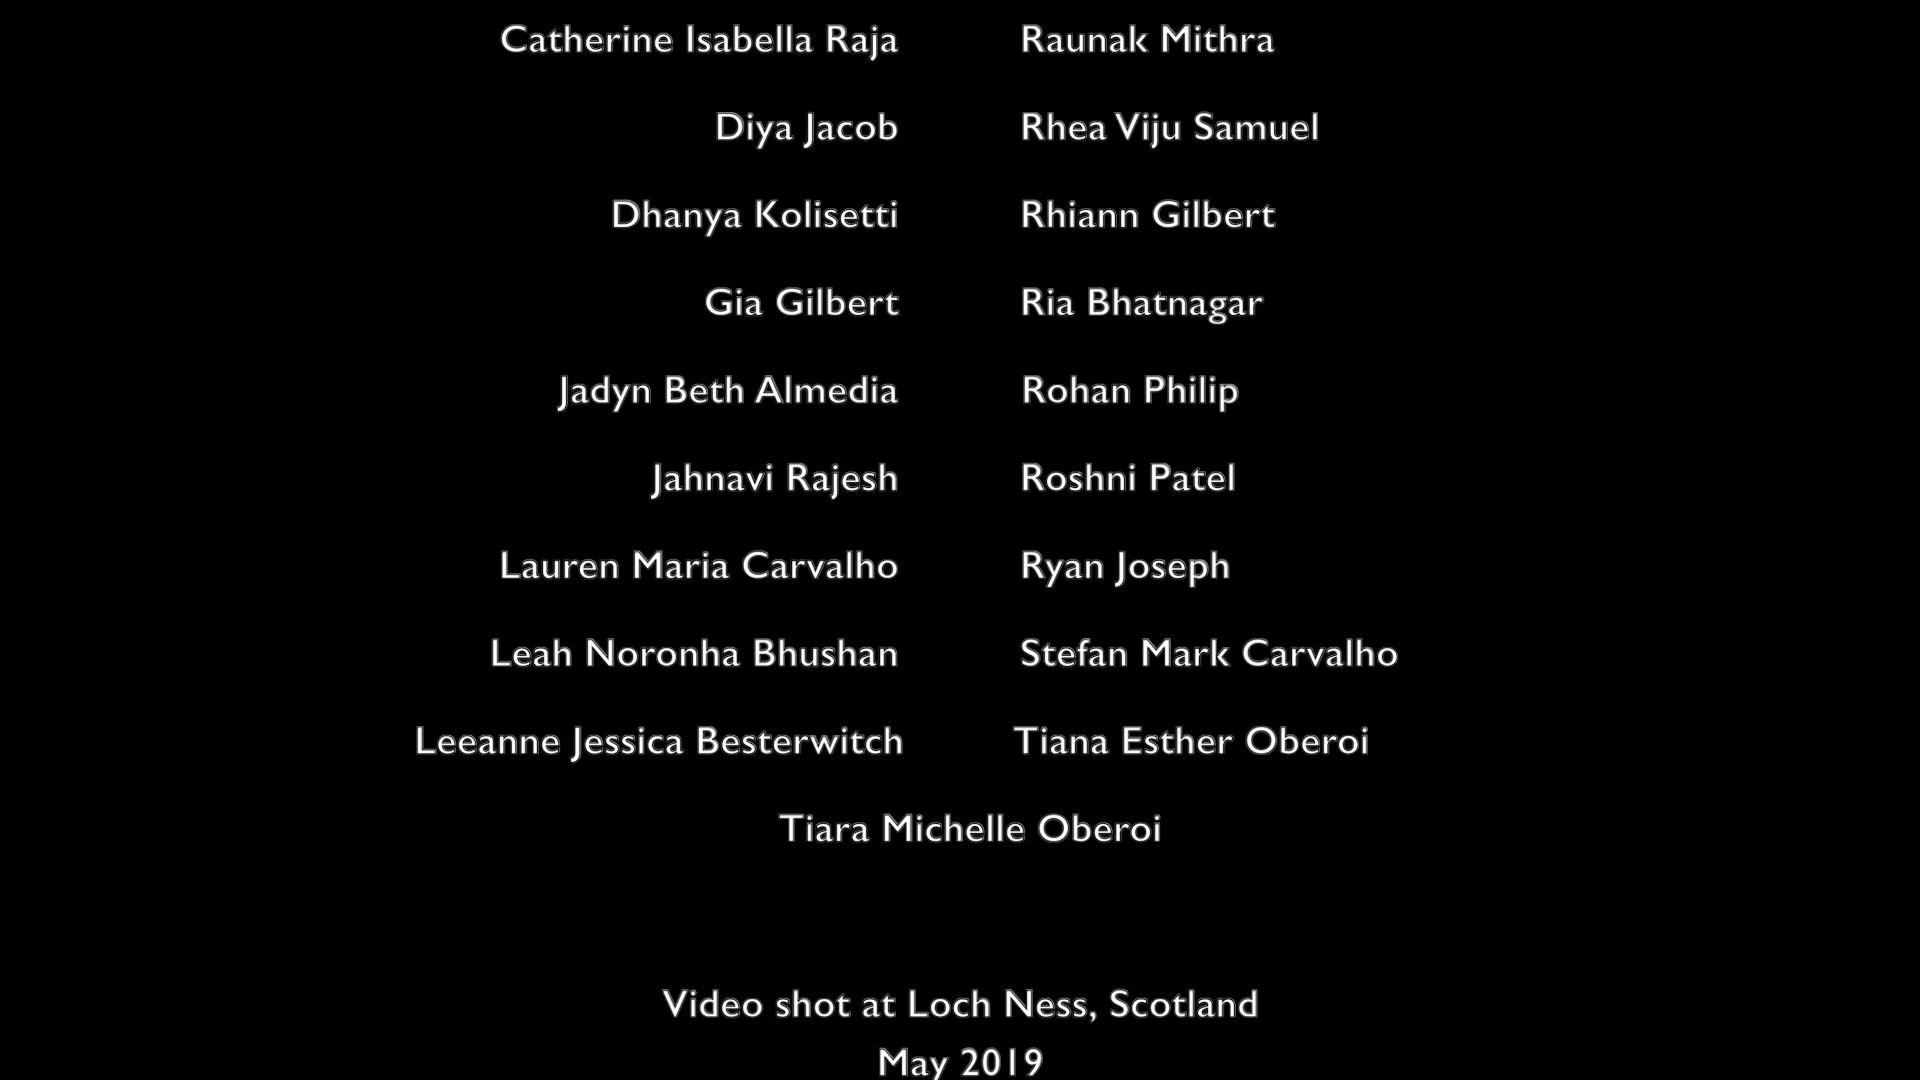 Catherine Isabella Raja Raunak Mithra
Diya Jacob Rhea Viju Samuel
Dhanya Kolisetti Rhiann Gilbert
Gia Gilbert Ria Bhatnagar
Jadyn Beth Almedia Rohan Philip
Jahnavi Rajesh Roshni Patel
Lauren Maria Carvalho Ryan Joseph
Leah Noronha Bhushan Stefan Mark Carvalho
Leeanne Jessica Besterwitch Tiana Esther Oberoi
Tiara Michelle Oberoi
Video shot at Loch Ness, Scotland
May 2019